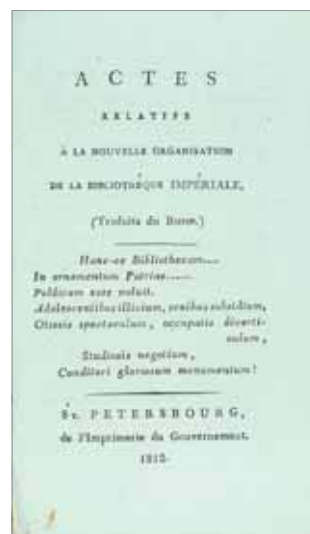 ACTES
RELATIFS
A LA NOUVELLE ORGANISATION
DE LA BIBLIOTHÈQUE IMPÉRIALE,
(Traduits du Russe.)
Hanc-ce Bibliothecam....
In ornamentum Patriae......
Publicam esse voluit.
Adolescentibus illicium, senibus subsidium,
Otiosis spectaculum, occupatis diverti-
culum,
Studiosis negotium,
Conditori gloriosum monumentum!
St. PETERSBOURG,
de l'Imprimerie du Gouvernement.
1812.